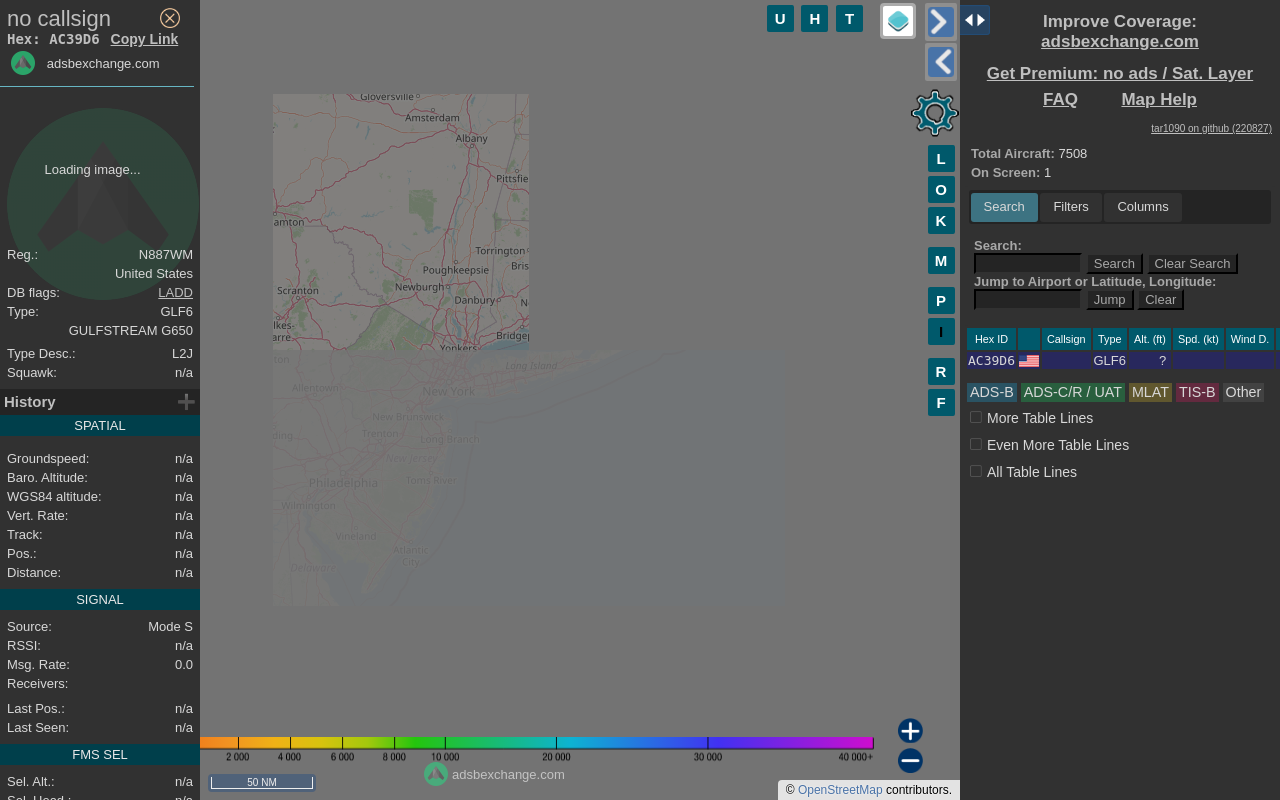 no callsign
Hex: AC39D6 Copy Link
adsbexchange.com
Loading image...
Reg.: N887WM
United States
DB flags: LADD
Type: GLF6
GULFSTREAM G650
Type Desc.: L2J
Squawk: n/a
History
SPATIAL
Groundspeed: n/a
Baro. Altitude: n/a
WGS84 altitude: n/a
Vert. Rate: n/a
Track: n/a
Pos.: n/a
Distance: n/a
SIGNAL
Source: Mode S
RSSI: n/a
Msg. Rate: 0.0
Receivers:
Last Pos.: n/a
Last Seen: n/a
FMS SEL
Sel. Alt.: n/a
Sel. Head.: n/a
U H T
L
O
K
M
P
I
R
F
Gloversville
Amsterdam
Albany
Pittsfie
amton
Torrington
Bris
Poughkeepsie
Scranton
Newburgh
Danbury
N
lkes-
arre
Bridgep
Yonkers
Long Island
Allentown
New York
New Brunswick
ding
Trenton
Long Branch
New Jersey
Philadelphia
Toms River
Wilmington
Vineland
Atlantic
City
Delaware
2 000 4 000 6 000 8 000 10 000 20 000 30 000 40 000+
adsbexchange.com
50 NM
© OpenStreetMap contributors.
Improve Coverage:
adsbexchange.com
Get Premium: no ads / Sat. Layer
FAQ Map Help
tar1090 on github (220827)
Total Aircraft: 7508
On Screen: 1
Search Filters Columns
Search:
Search Clear Search
Jump to Airport or Latitude, Longitude:
Jump Clear
Hex ID Callsign Type Alt. (ft) Spd. (kt) Wind D.
AC39D6 GLF6 ?
ADS-B ADS-C/R / UAT MLAT TIS-B Other
More Table Lines
Even More Table Lines
All Table Lines